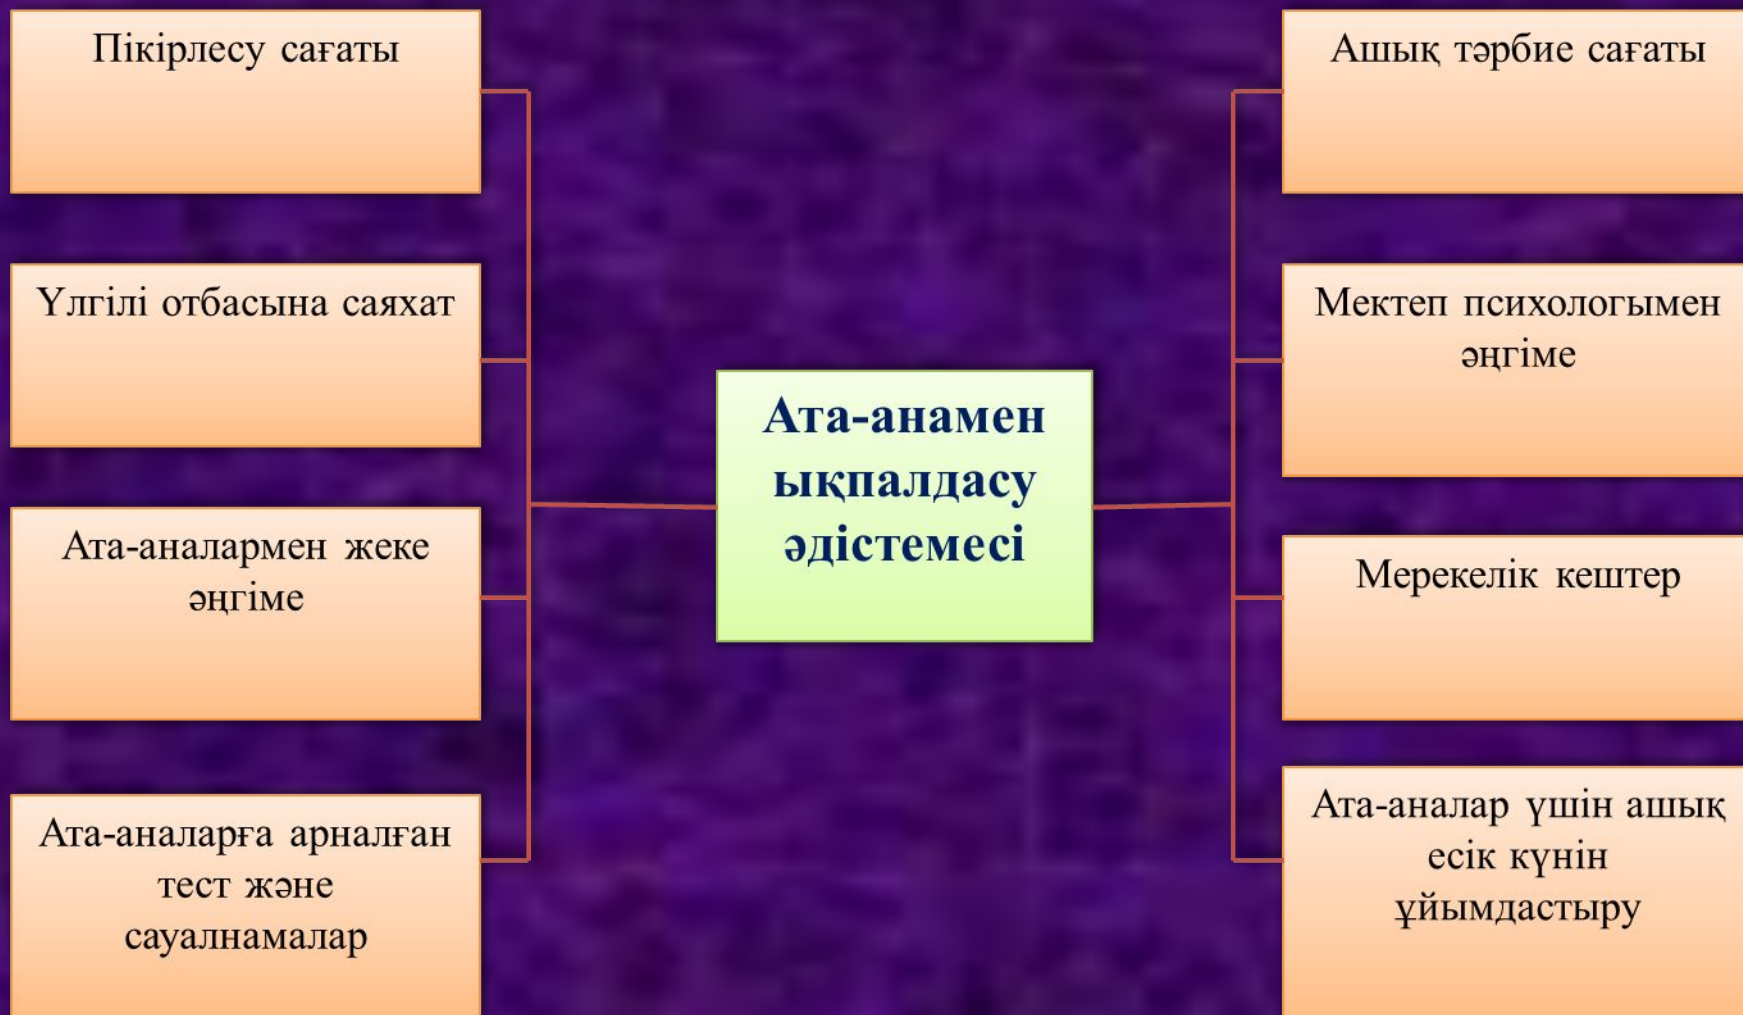 Пікірлесу сағаты
Үлгілі отбасына саяхат
Ата-аналармен жеке
әңгіме
Ата-аналарға арналған
тест және
сауалнамалар
Ата-анамен
ықпалдасу
әдістемесі
Ашық тәрбие сағаты
Мектеп психологымен
әңгіме
Мерекелік кештер
Ата-аналар үшін ашық
есік күнін
ұйымдастыру